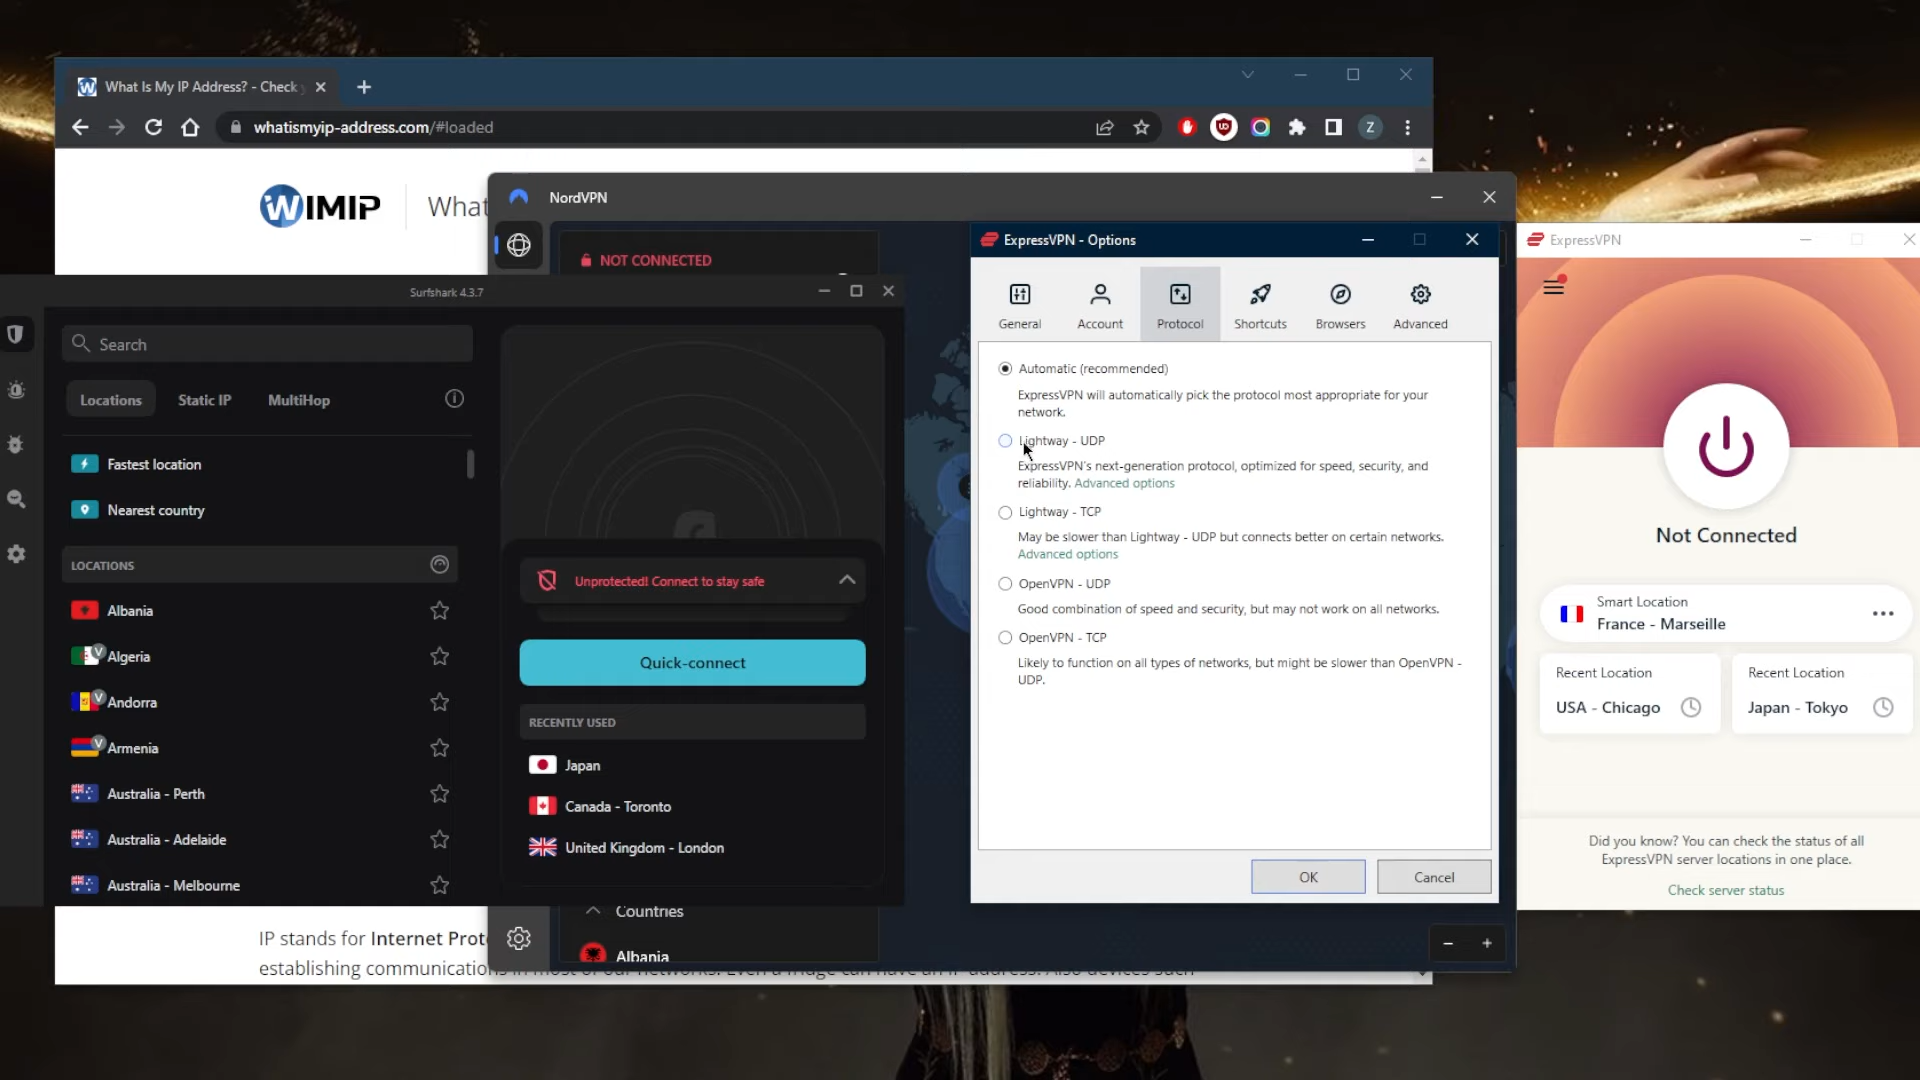 What Is My IP Address? - Check
whatismyip-address.com/#loaded
Z
WIMIP
What
NordVPN
NOT CONNECTED
ExpressVPN - Options
General
Account
Protocol
Shortcuts
Browsers
Advanced
Automatic (recommended)
ExpressVPN will automatically pick the protocol most appropriate for your
network.
Lightway - UDP
ExpressVPN's next-generation protocol, optimized for speed, security, and
reliability. Advanced options
Lightway - TCP
May be slower than Lightway - UDP but connects better on certain networks.
Advanced options
OpenVPN - UDP
Good combination of speed and security, but may not work on all networks.
OpenVPN - TCP
Likely to function on all types of networks, but might be slower than OpenVPN -
UDP.
OK
Cancel
ExpressVPN
Not Connected
Smart Location
France - Marseille
Recent Location
USA - Chicago
Recent Location
Japan - Tokyo
Did you know? You can check the status of all
ExpressVPN server locations in one place.
Check server status
Surfshark 4.3.7
Search
Locations
Static IP
MultiHop
Fastest location
Nearest country
LOCATIONS
Albania
V
Algeria
V
Andorra
V
Armenia
Australia - Perth
Australia - Adelaide
Australia - Melbourne
Unprotected! Connect to stay safe
Quick-connect
RECENTLY USED
Japan
Canada - Toronto
United Kingdom - London
Countries
Albania
IP stands for Internet Prot
establishing communications